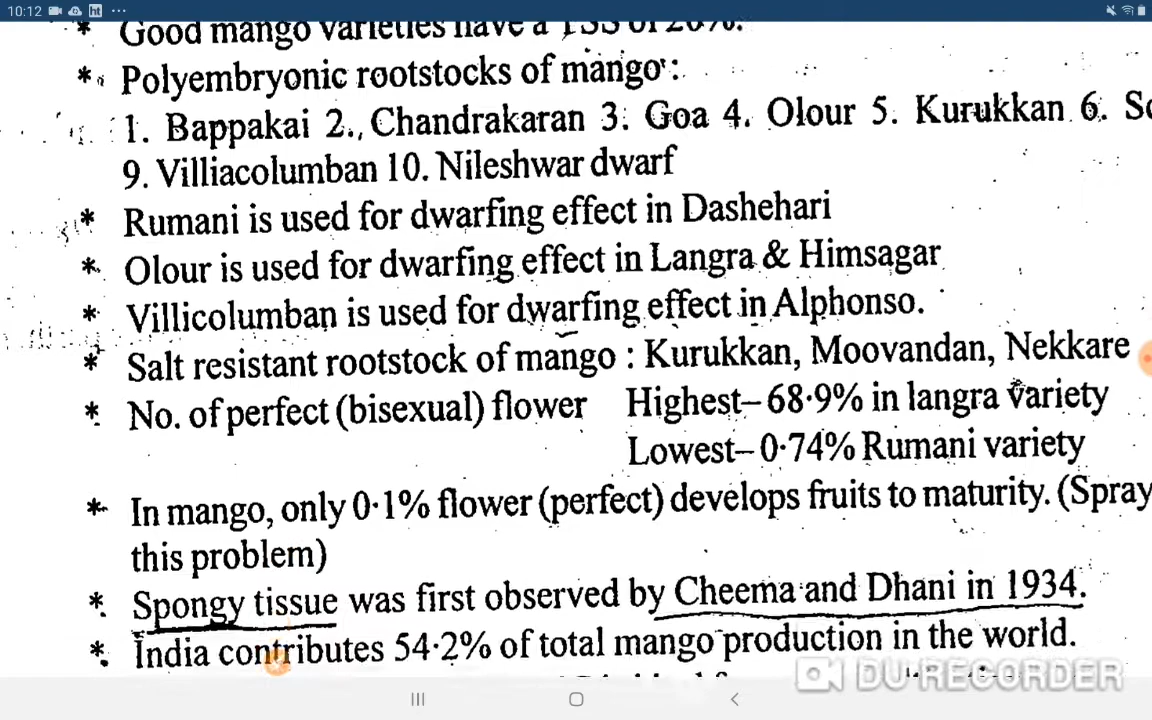 10:12 ht ...
* Good mango varieties have a TSS of 20%.
* Polyembryonic rootstocks of mango :
1. Bappakai 2. Chandrakaran 3. Goa 4. Olour 5. Kurukkan 6.
9. Villiacolumban 10. Nileshwar dwarf
* Rumani is used for dwarfing effect in Dashehari
* Olour is used for dwarfing effect in Langra & Himsagar
* Villicolumban is used for dwarfing effect in Alphonso.
* Salt resistant rootstock of mango : Kurukkan, Moovandan, Nekkare
* No. of perfect (bisexual) flower Highest– 68·9% in langra variety
Lowest– 0·74% Rumani variety
* In mango, only 0·1% flower (perfect) develops fruits to maturity. (Spray
this problem)
* Spongy tissue was first observed by Cheema and Dhani in 1934.
* India contributes 54·2% of total mango production in the world.
DU RECORDER